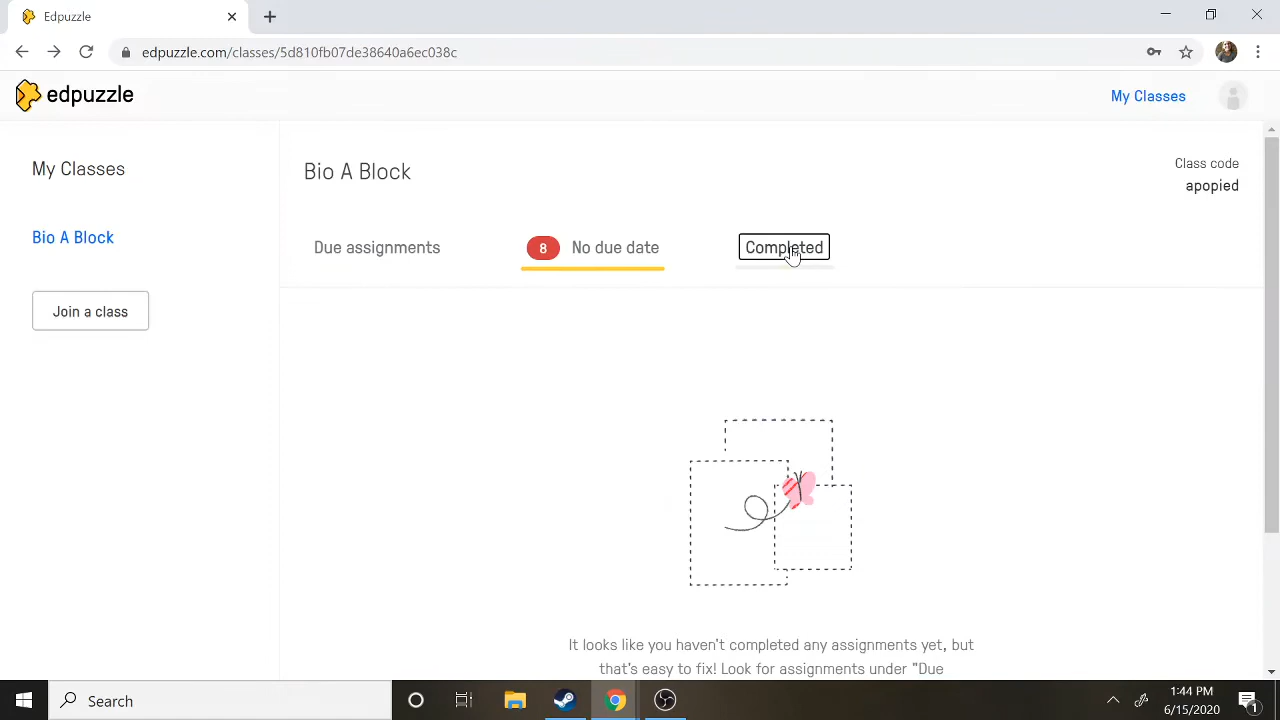 Edpuzzle
edpuzzle.com/classes/5d810fb07de38640a6ec038c
edpuzzle
My Classes
My Classes
Bio A Block
Class code
apopied
Bio A Block
Due assignments
8 No due date
Completed
Join a class
It looks like you haven't completed any assignments yet, but
that's easy to fix! Look for assignments under "Due
Search
1:44 PM
6/15/2020
1